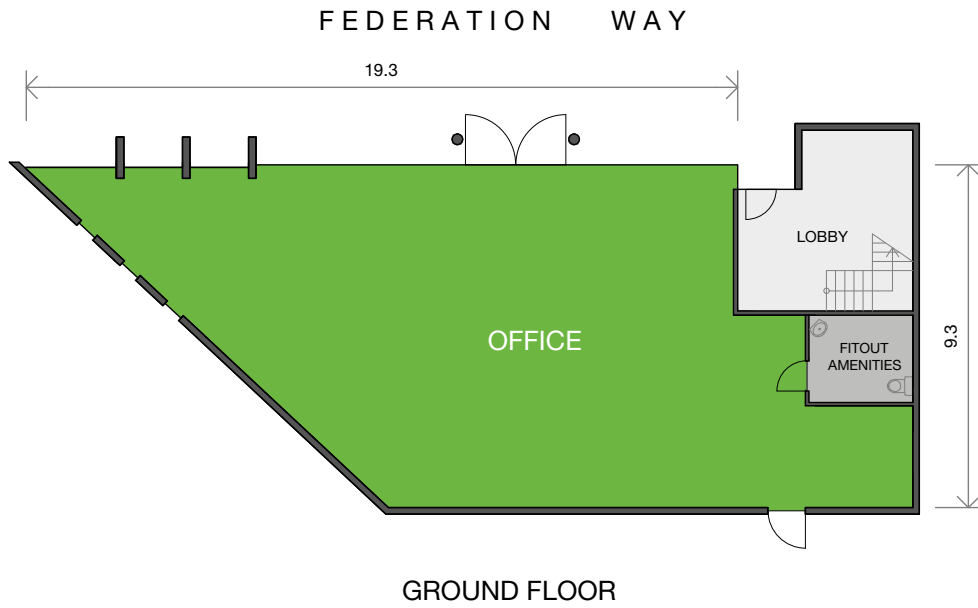 FEDERATION WAY
19.3
LOBBY
OFFICE
FITOUT
AMENITIES
9.3
GROUND FLOOR